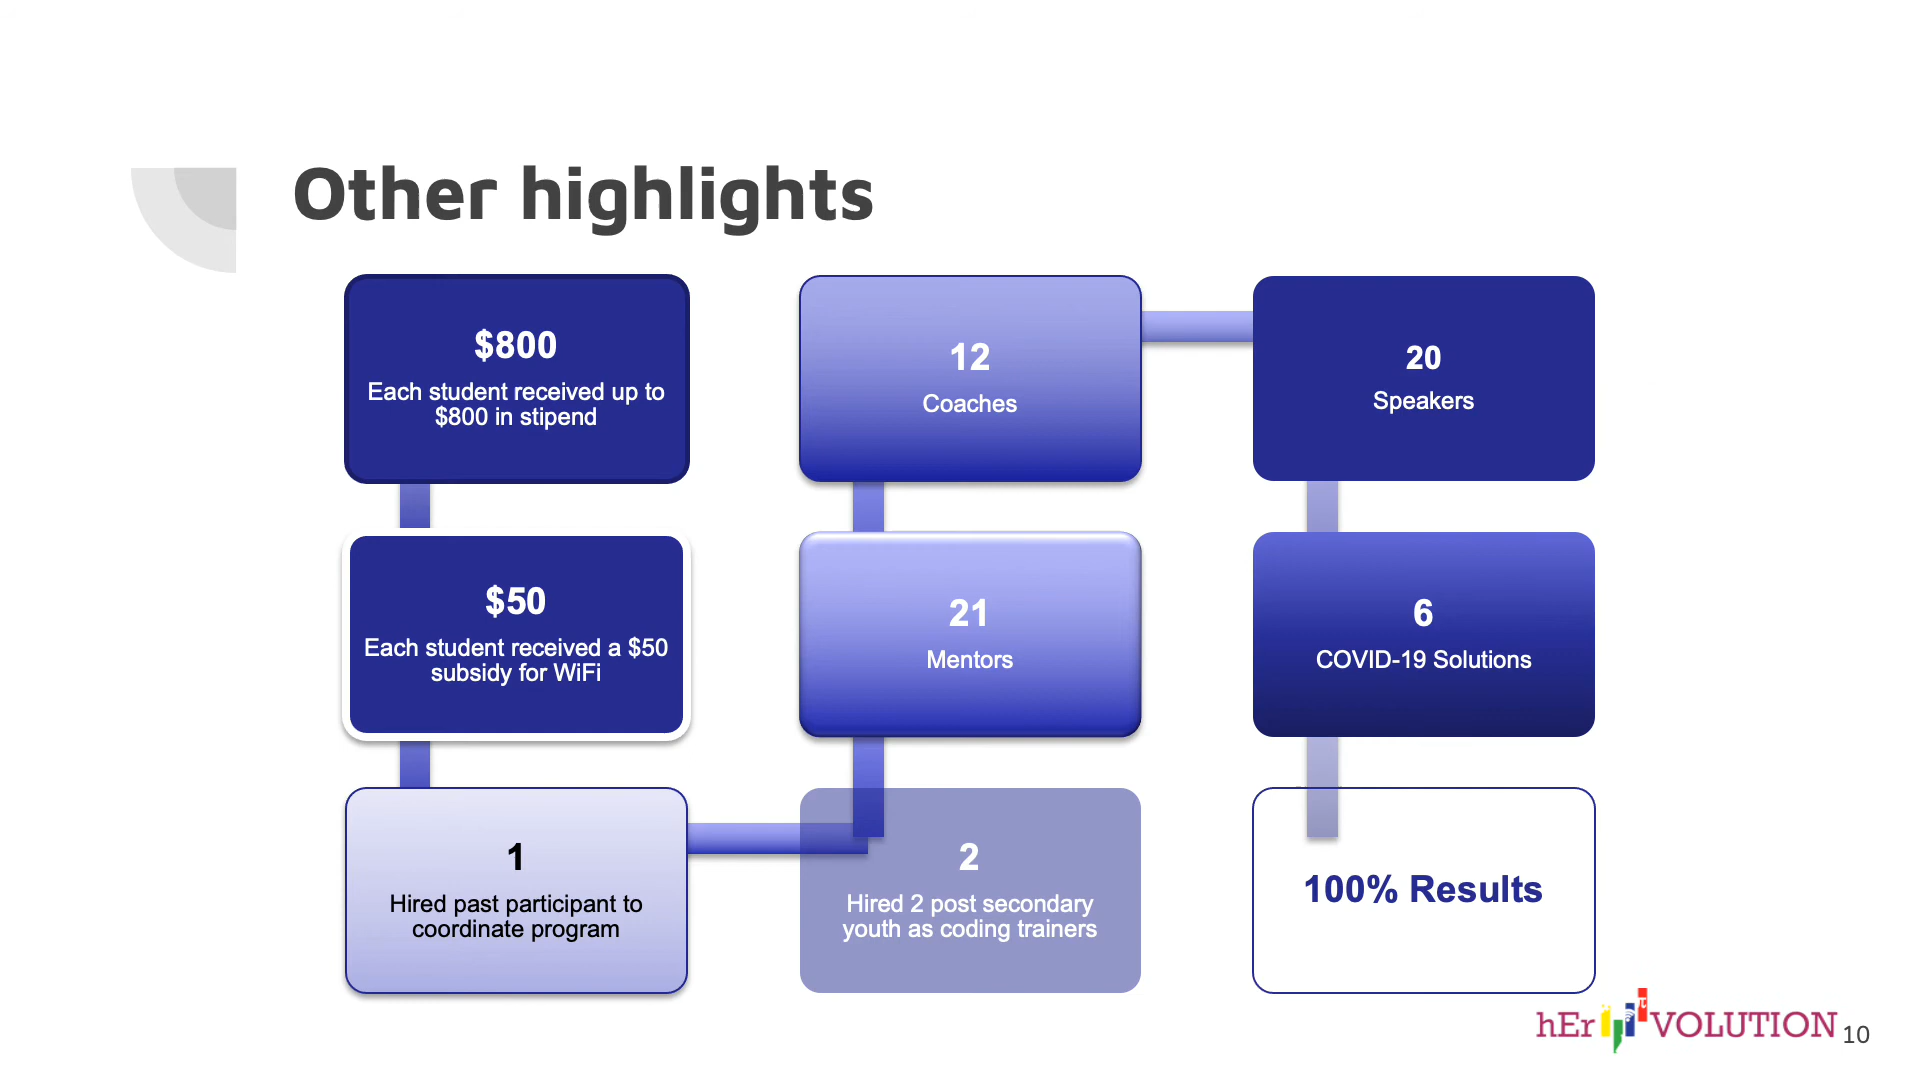 Other highlights
$800
Each student received up to
$800 in stipend
$50
Each student received a $50
subsidy for WiFi
1
Hired past participant to
coordinate program
2
Hired 2 post secondary
youth as coding trainers
21
Mentors
12
Coaches
20
Speakers
6
COVID-19 Solutions
100% Results
hEr VOLUTION
10